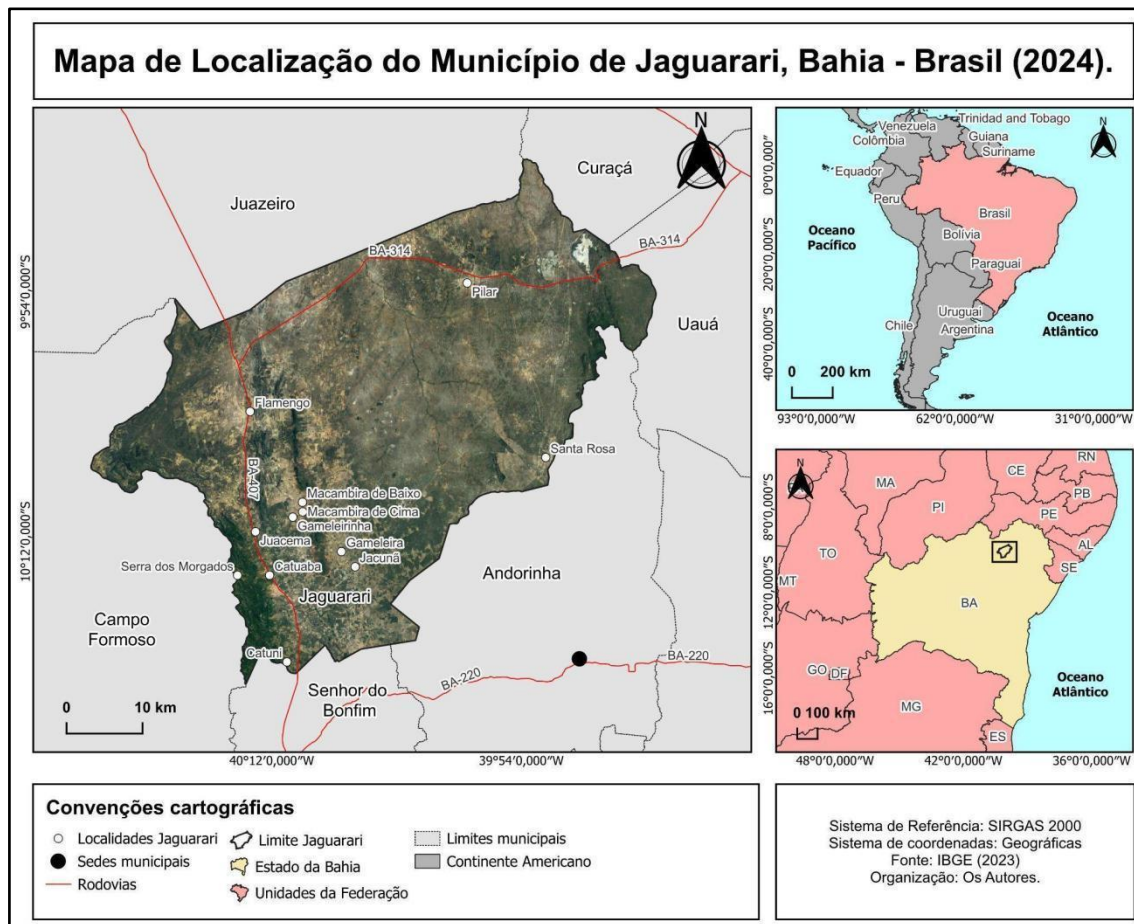 Mapa de Localização do Município de Jaguarari, Bahia - Brasil (2024).
N
Curaçá
Juazeiro
BA-314
BA-314
Pilar
9°54'0,000"S
Uauá
Flamengo
BA-407
Santa Rosa
Macambira de Baixo
Macambira de Cima
Gameleirinha
Juacema
Gameleira
Jacunã
10°12'0,000"S
Serra dos Morgados
Catuaba
Andorinha
Jaguarari
Campo
Formoso
Catuni
BA-220
BA-220
Senhor do
Bonfim
0 10 km
40°12'0,000"W 39°54'0,000"W
N
Trinidad and Tobago
Venezuela
Guiana
Colômbia
Suriname
Equador
Peru
Brasil
Oceano
Pacífico
Bolívia
Paraguai
Uruguai
Chile
Argentina
Oceano
Atlântico
0 200 km
0°0'0,000"
20°0'0,000"S
40°0'0,000"S
93°0'0,000"W 62°0'0,000"W 31°0'0,000"W
N
RN
CE
MA
PB
PI
PE
AL
TO
SE
MT
BA
GO
DF
MG
ES
Oceano
Atlântico
0 100 km
8°0'0,000"S
12°0'0,000"S
16°0'0,000"S
48°0'0,000"W 42°0'0,000"W 36°0'0,000"W
Convenções cartográficas
Localidades Jaguarari
Sedes municipais
Rodovias
Limite Jaguarari
Estado da Bahia
Unidades da Federação
Limites municipais
Continente Americano
Sistema de Referência: SIRGAS 2000
Sistema de coordenadas: Geográficas
Fonte: IBGE (2023)
Organização: Os Autores.